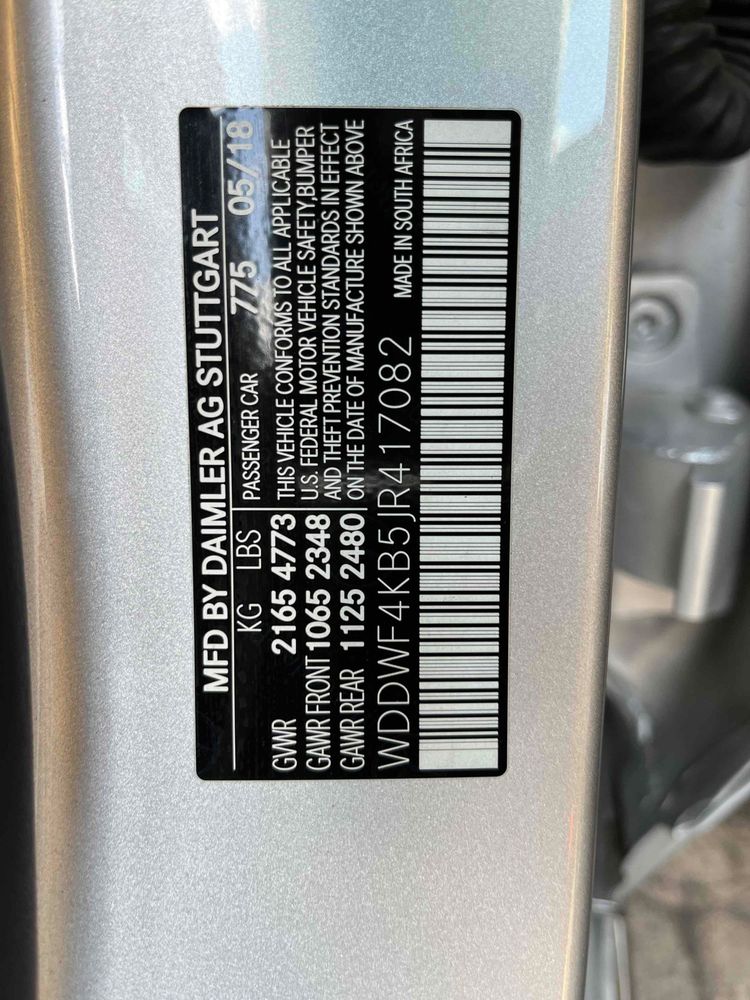 MFD BY DAIMLER AG STUTTGART
KG LBS PASSENGER CAR 775 05/18
GVWR 2165 4773 THIS VEHICLE CONFORMS TO ALL APPLICABLE
GAWR FRONT 1065 2348 U.S. FEDERAL MOTOR VEHICLE SAFETY,BUMPER
GAWR REAR 1125 2480 AND THEFT PREVENTION STANDARDS IN EFFECT
ON THE DATE OF MANUFACTURE SHOWN ABOVE
WDDWF4KB5JR417082 MADE IN SOUTH AFRICA